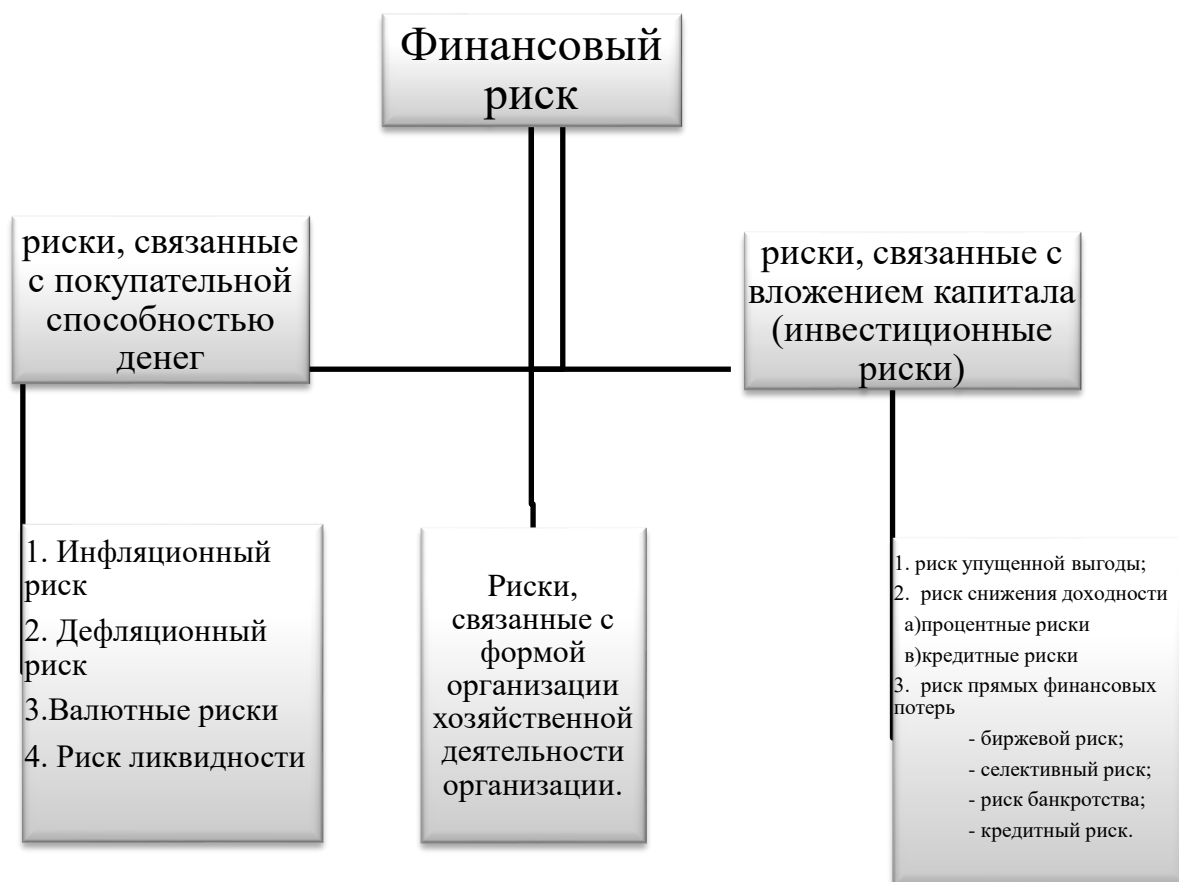 Финансовый
риск
риски, связанные
с покупательной
способностью
денег
риски, связанные с
вложением капитала
(инвестиционные
риски)
1. Инфляционный
риск
2. Дефляционный
риск
3.Валютные риски
4. Риск ликвидности
Риски,
связанные с
формой
организации
хозяйственной
деятельности
организации.
1. риск упущенной выгоды;
2. риск снижения доходности
а)процентные риски
в)кредитные риски
3. риск прямых финансовых
потерь
- биржевой риск;
- селективный риск;
- риск банкротства;
- кредитный риск.